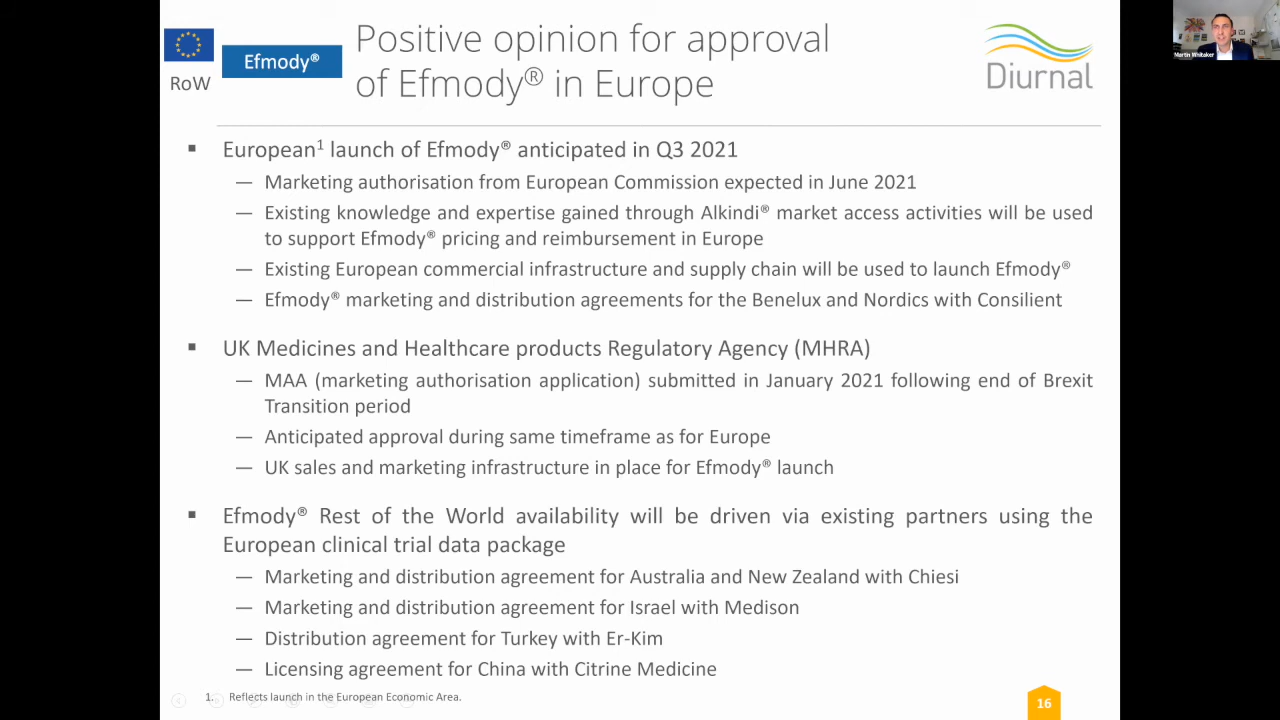 RoW
Efmody®
Positive opinion for approval
of Efmody® in Europe
Diurnal
Martin Whitaker
▪ European¹ launch of Efmody® anticipated in Q3 2021
— Marketing authorisation from European Commission expected in June 2021
— Existing knowledge and expertise gained through Alkindi® market access activities will be used
to support Efmody® pricing and reimbursement in Europe
— Existing European commercial infrastructure and supply chain will be used to launch Efmody®
— Efmody® marketing and distribution agreements for the Benelux and Nordics with Consilient
▪ UK Medicines and Healthcare products Regulatory Agency (MHRA)
— MAA (marketing authorisation application) submitted in January 2021 following end of Brexit
Transition period
— Anticipated approval during same timeframe as for Europe
— UK sales and marketing infrastructure in place for Efmody® launch
▪ Efmody® Rest of the World availability will be driven via existing partners using the
European clinical trial data package
— Marketing and distribution agreement for Australia and New Zealand with Chiesi
— Marketing and distribution agreement for Israel with Medison
— Distribution agreement for Turkey with Er-Kim
— Licensing agreement for China with Citrine Medicine
1. Reflects launch in the European Economic Area.
16